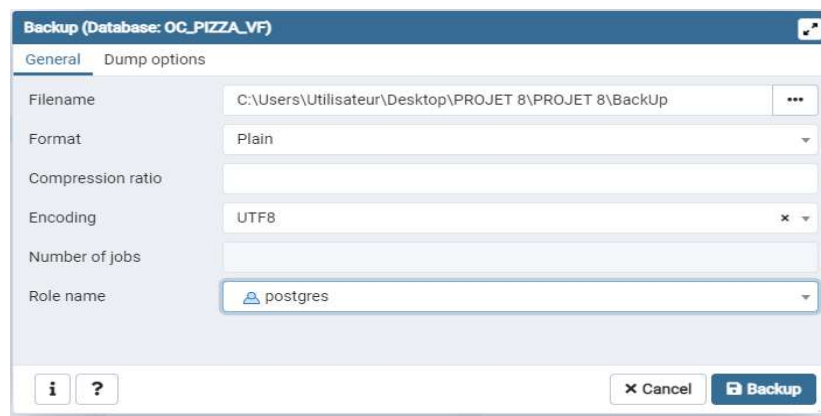 Backup (Database: OC_PIZZA_VF)
General Dump options
Filename C:\Users\Utilisateur\Desktop\PROJET 8\PROJET 8\BackUp
Format Plain
Compression ratio
Encoding UTF8
Number of jobs
Role name postgres
i ? Cancel Backup